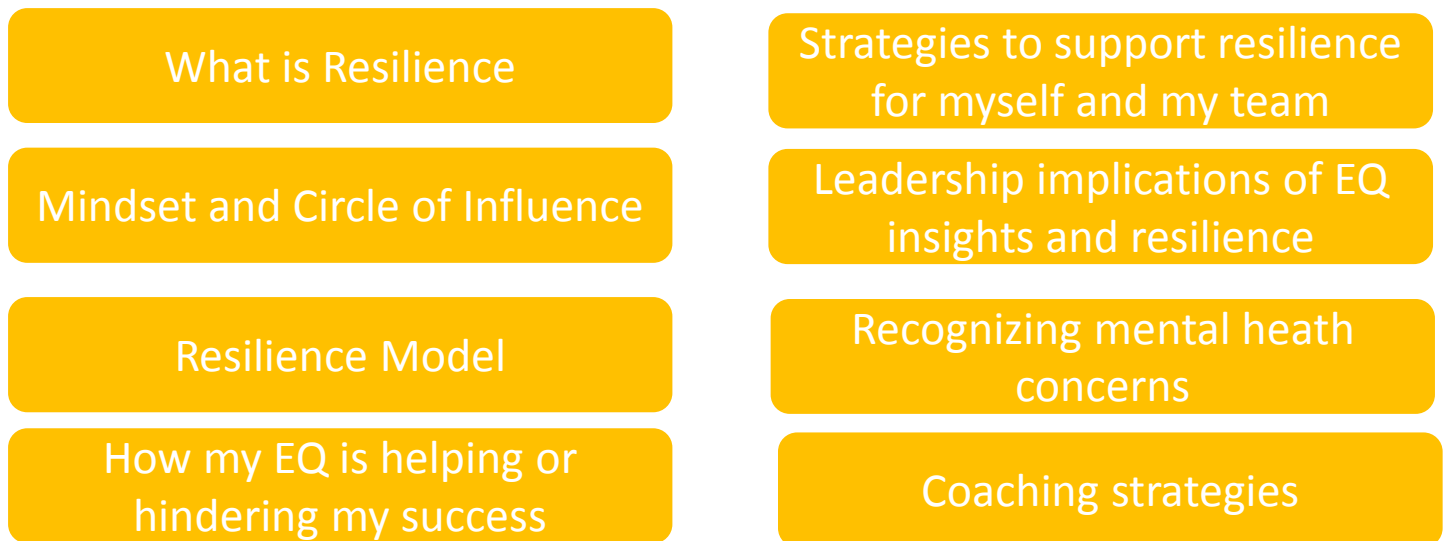 What is Resilience
Mindset and Circle of Influence
Resilience Model
How my EQ is helping or
hindering my success
Strategies to support resilience
for myself and my team
Leadership implications of EQ
insights and resilience
Recognizing mental heath
concerns
Coaching strategies